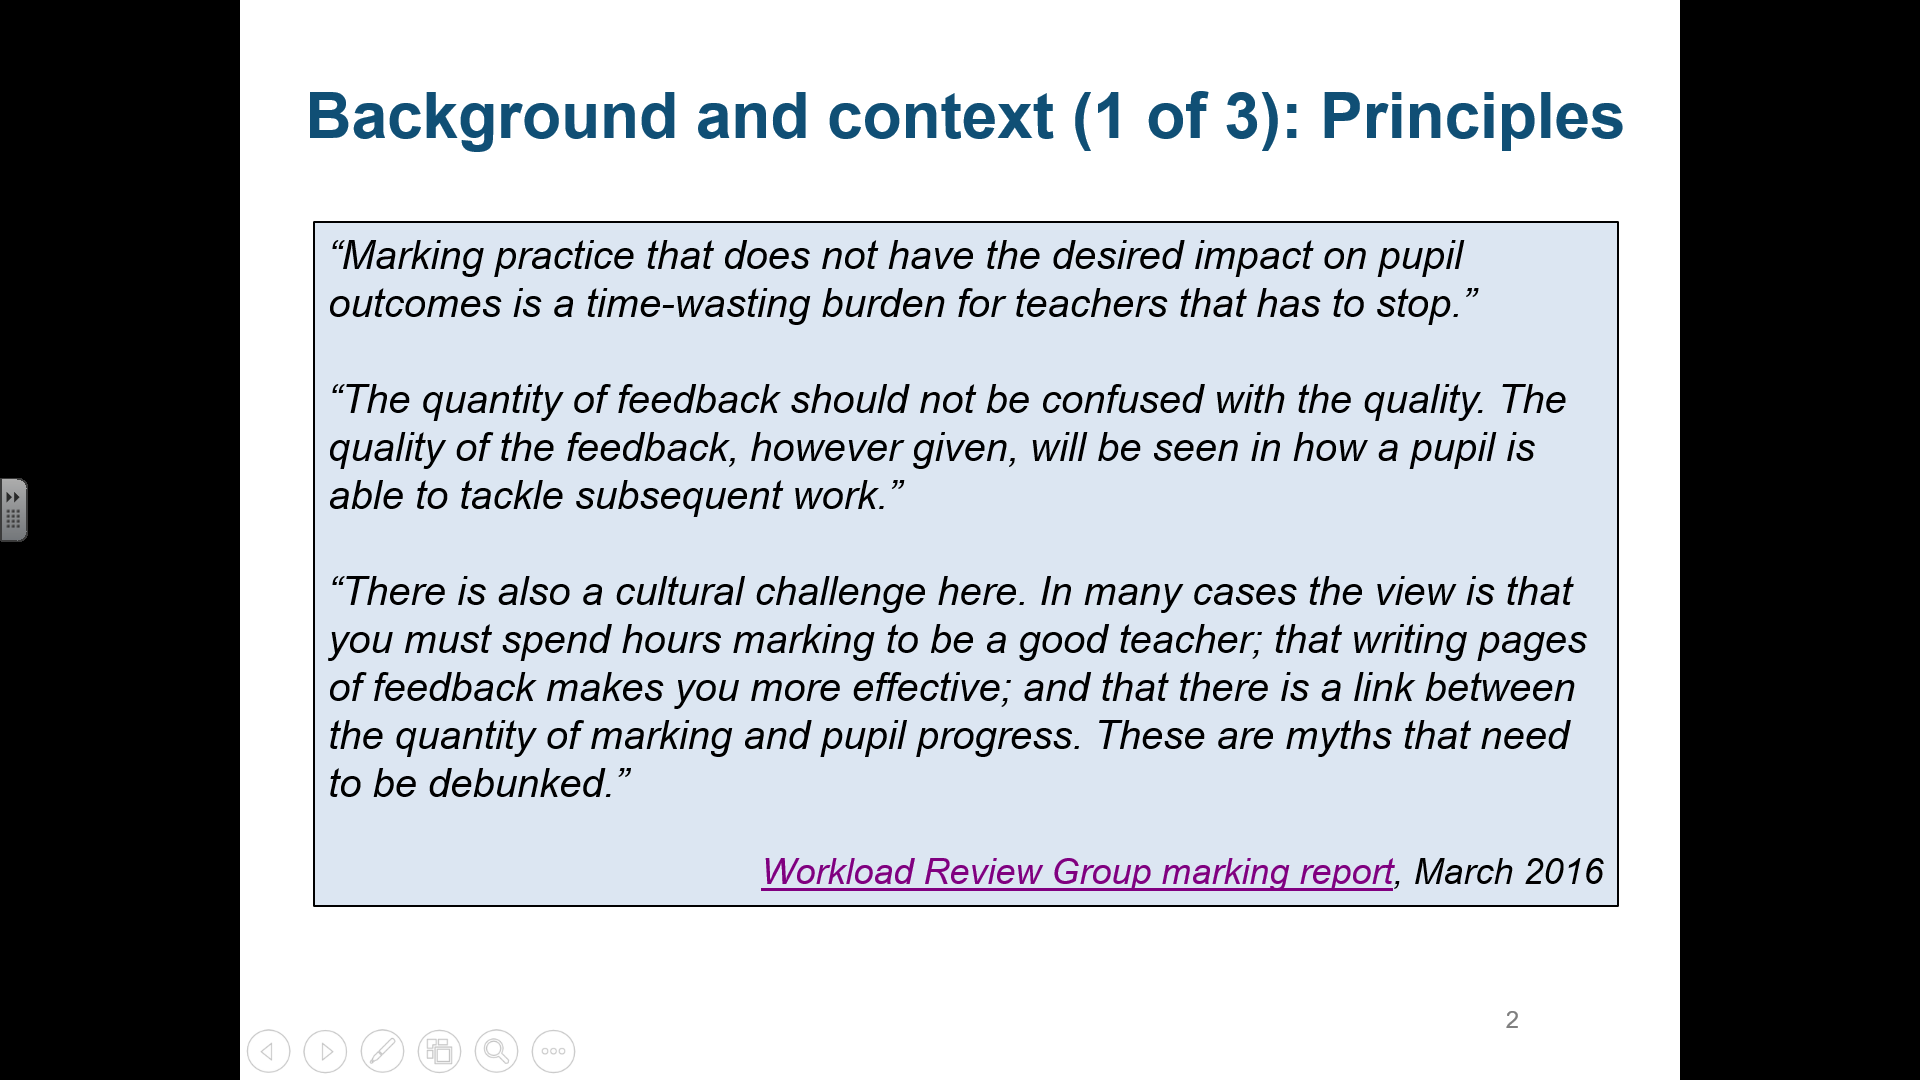 Background and context (1 of 3): Principles
“Marking practice that does not have the desired impact on pupil
outcomes is a time-wasting burden for teachers that has to stop.”
“The quantity of feedback should not be confused with the quality. The
quality of the feedback, however given, will be seen in how a pupil is
able to tackle subsequent work.”
“There is also a cultural challenge here. In many cases the view is that
you must spend hours marking to be a good teacher; that writing pages
of feedback makes you more effective; and that there is a link between
the quantity of marking and pupil progress. These are myths that need
to be debunked.”
Workload Review Group marking report, March 2016
2